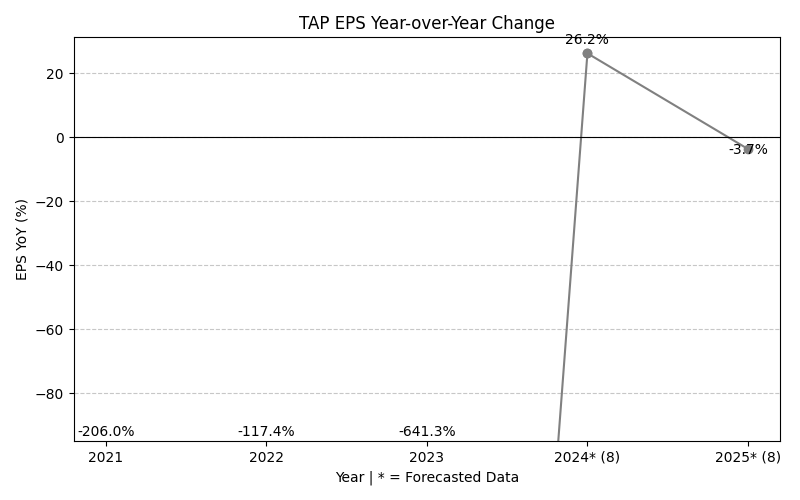 TAP EPS Year-over-Year Change
26.2%
20
0
-3.7%
−20
EPS YoY (%)
−40
−60
−80
-206.0% -117.4% -641.3%
2021 2022 2023 2024* (8) 2025* (8)
Year | * = Forecasted Data